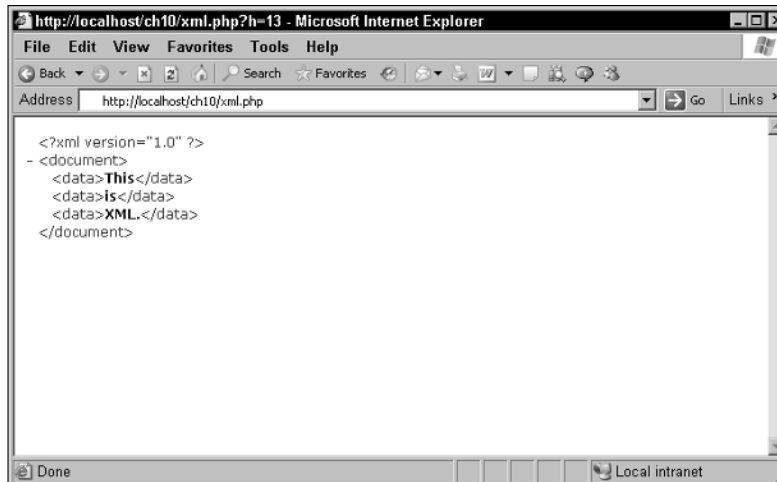 http://localhost/ch10/xml.php?h=13 - Microsoft Internet Explorer
File Edit View Favorites Tools Help
Back Search Favorites
Address http://localhost/ch10/xml.php Go Links
<?xml version="1.0" ?>
- <document>
<data>This</data>
<data>is</data>
<data>XML.</data>
</document>
Done Local intranet